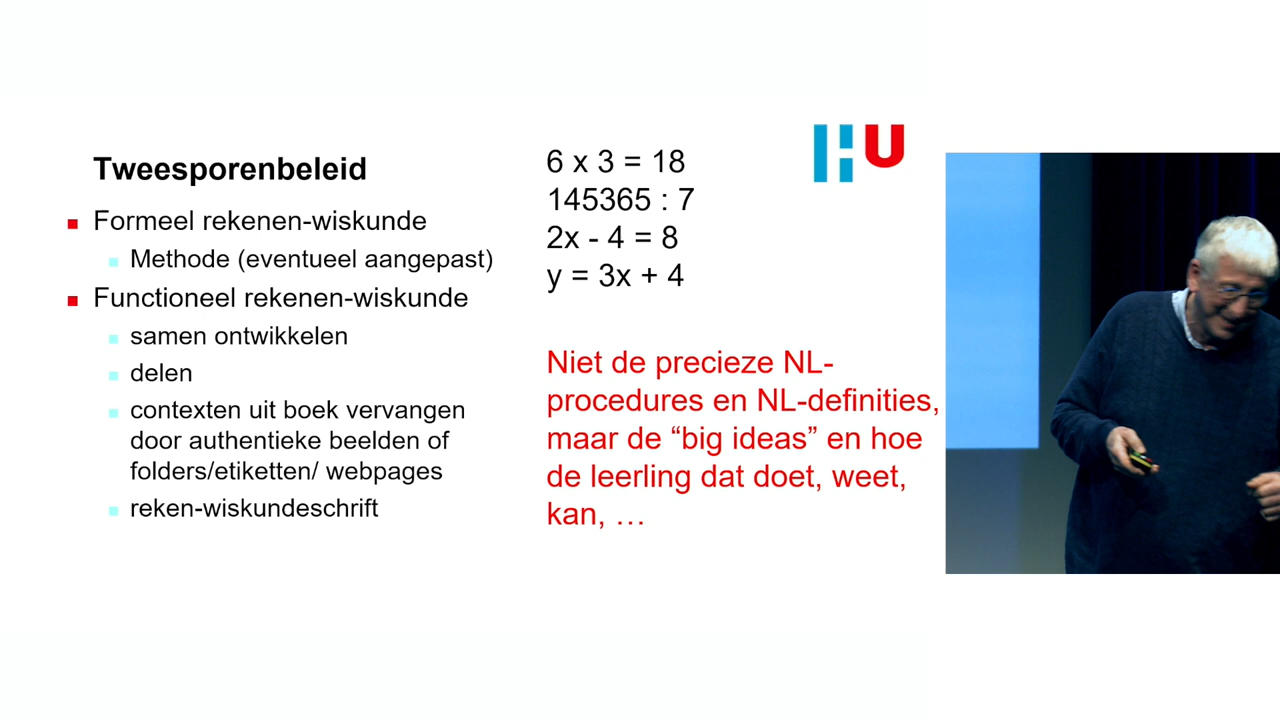 Tweesporenbeleid
Formeel rekenen-wiskunde
Methode (eventueel aangepast)
Functioneel rekenen-wiskunde
samen ontwikkelen
delen
contexten uit boek vervangen
door authentieke beelden of
folders/etiketten/ webpages
reken-wiskundeschrift
6 x 3 = 18
145365 : 7
2x - 4 = 8
y = 3x + 4
Niet de precieze NL-
procedures en NL-definities,
maar de “big ideas” en hoe
de leerling dat doet, weet,
kan, …
HU